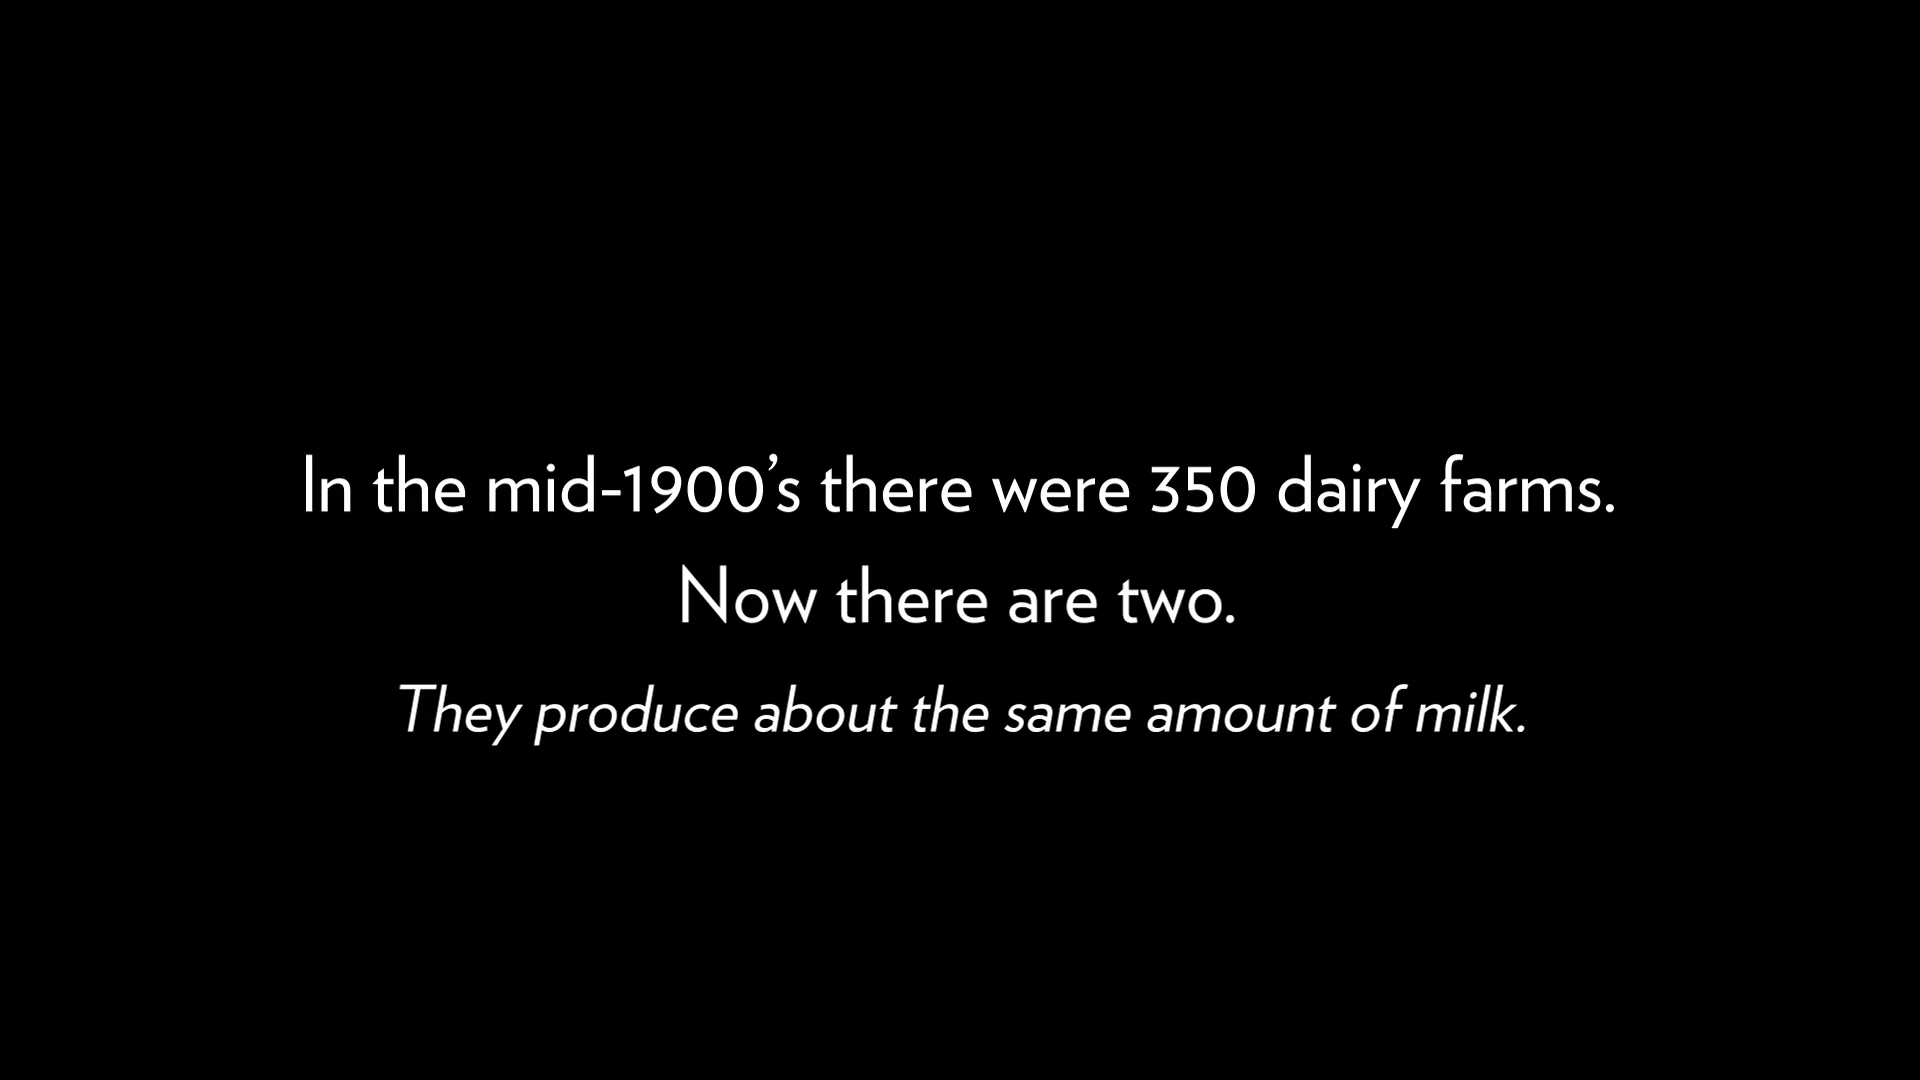 In the mid-1900’s there were 350 dairy farms.
Now there are two.
They produce about the same amount of milk.